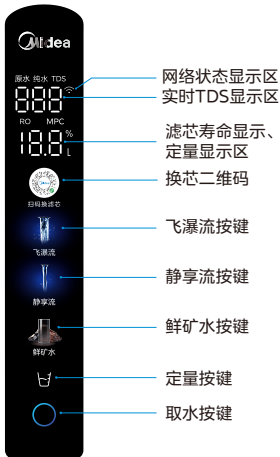 Midea
原水 纯水 TDS
888
RO MPC
18.8 % L
扫码换滤芯
飞瀑流
静享流
鲜矿水
网络状态显示区
实时TDS显示区
滤芯寿命显示、
定量显示区
换芯二维码
飞瀑流按键
静享流按键
鲜矿水按键
定量按键
取水按键